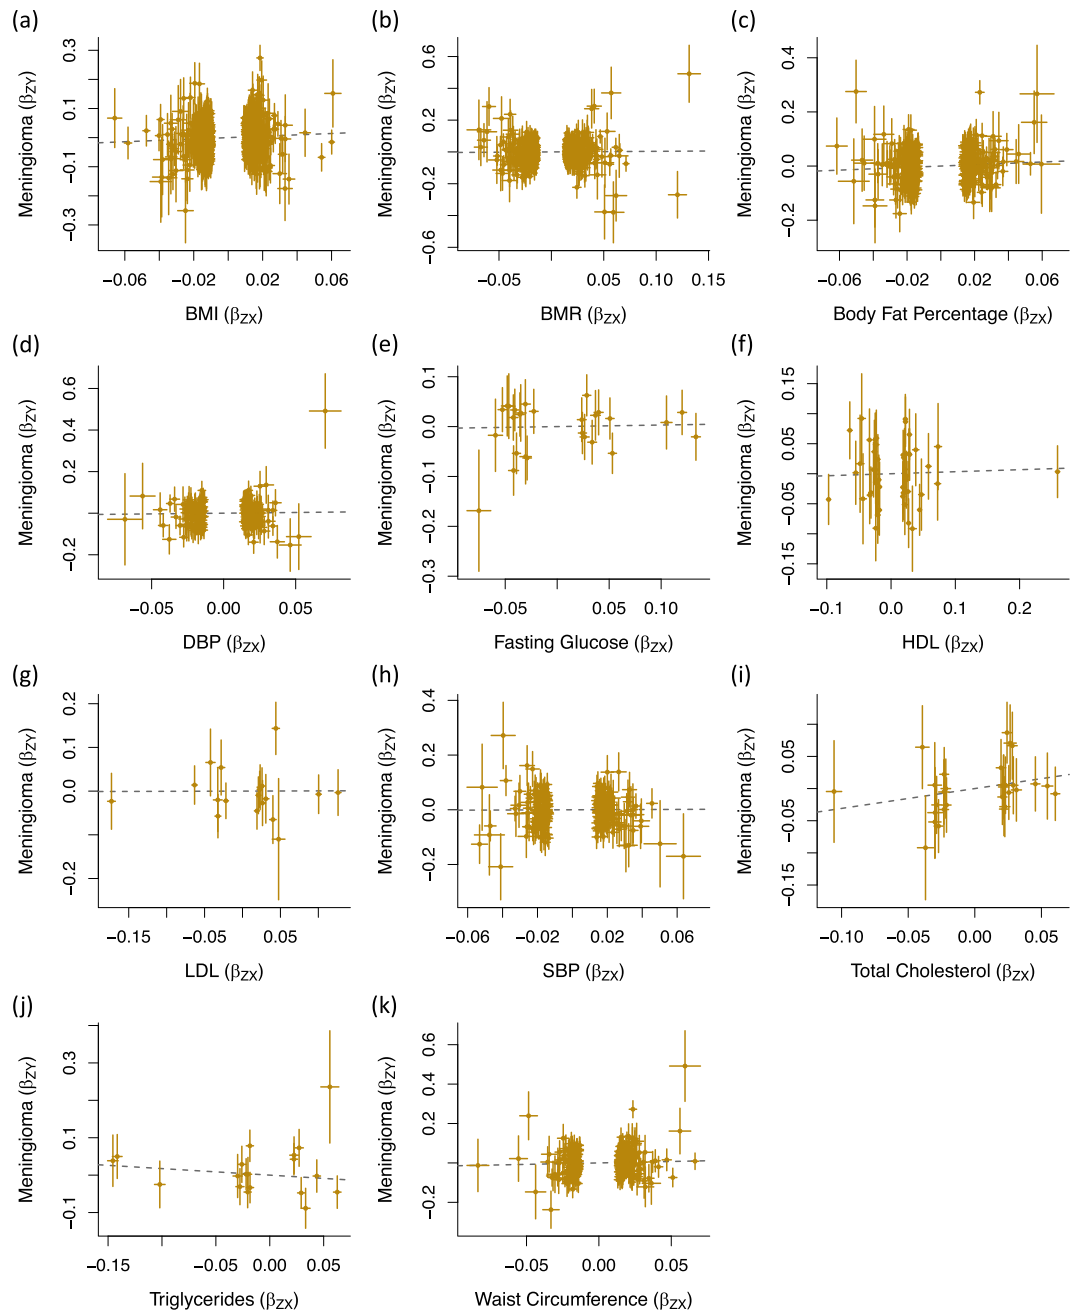 (a)
Meningioma (βZY)
0.3
0.1
−0.1
−0.3
−0.06
−0.02
0.02
0.06
BMI (βZX)
(b)
Meningioma (βZY)
0.6
0.2
−0.2
−0.6
−0.05
0.00
0.05
0.10
0.15
BMR (βZX)
(c)
Meningioma (βZY)
0.4
0.2
0.0
−0.2
−0.06
−0.02
0.02
0.06
Body Fat Percentage (βZX)
(d)
Meningioma (βZY)
0.6
0.4
0.2
0.0
−0.2
−0.05
0.00
0.05
DBP (βZX)
(e)
Meningioma (βZY)
0.1
0.0
−0.1
−0.2
−0.3
−0.05
0.05
0.10
Fasting Glucose (βZX)
(f)
Meningioma (βZY)
0.15
0.05
−0.05
−0.15
−0.1
0.0
0.1
0.2
HDL (βZX)
(g)
Meningioma (βZY)
0.2
0.1
0.0
−0.2
−0.15
−0.05
0.05
LDL (βZX)
(h)
Meningioma (βZY)
0.4
0.2
0.0
−0.2
−0.06
−0.02
0.02
0.06
SBP (βZX)
(i)
Meningioma (βZY)
0.05
−0.05
−0.15
−0.10
−0.05
0.00
0.05
Total Cholesterol (βZX)
(j)
Meningioma (βZY)
0.3
0.1
−0.1
−0.15
−0.05
0.00
0.05
Triglycerides (βZX)
(k)
Meningioma (βZY)
0.6
0.4
0.2
−0.2
−0.05
0.00
0.05
Waist Circumference (βZX)